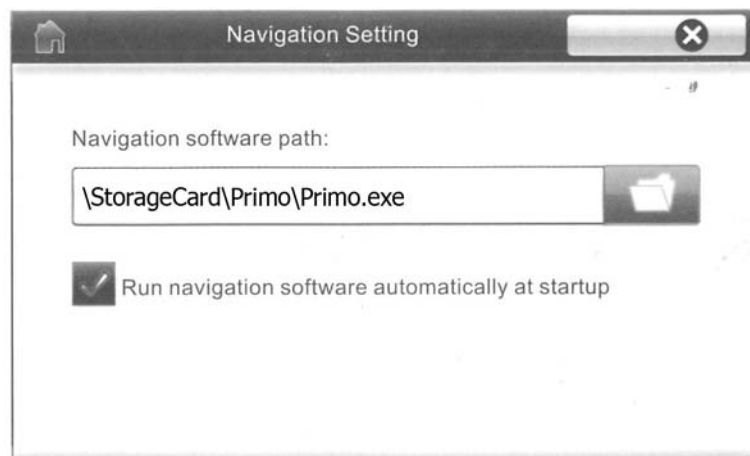 Navigation Setting
Navigation software path:
\StorageCard\Primo\Primo.exe
Run navigation software automatically at startup